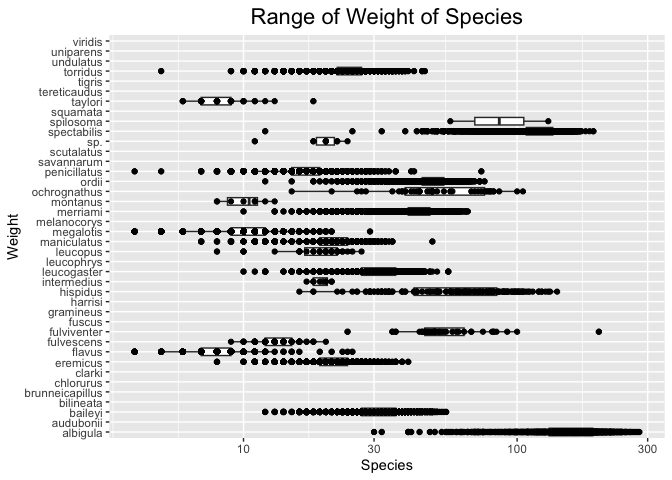 Range of Weight of Species
viridis
uniparens
undulatus
torridus
tigris
tereticaudus
taylori
squamata
spilosoma
spectabilis
sp.
scutalatus
savannarum
penicillatus
ordii
ochrognathus
montanus
merriami
melanocorys
megalotis
maniculatus
leucopus
leucophrys
leucogaster
intermedius
hispidus
harrisi
gramineus
fuscus
fulviventer
fulvescens
flavus
eremicus
clarki
chlorurus
brunneicapillus
bilineata
baileyi
audubonii
albigula
Weight
10 30 100 300
Species